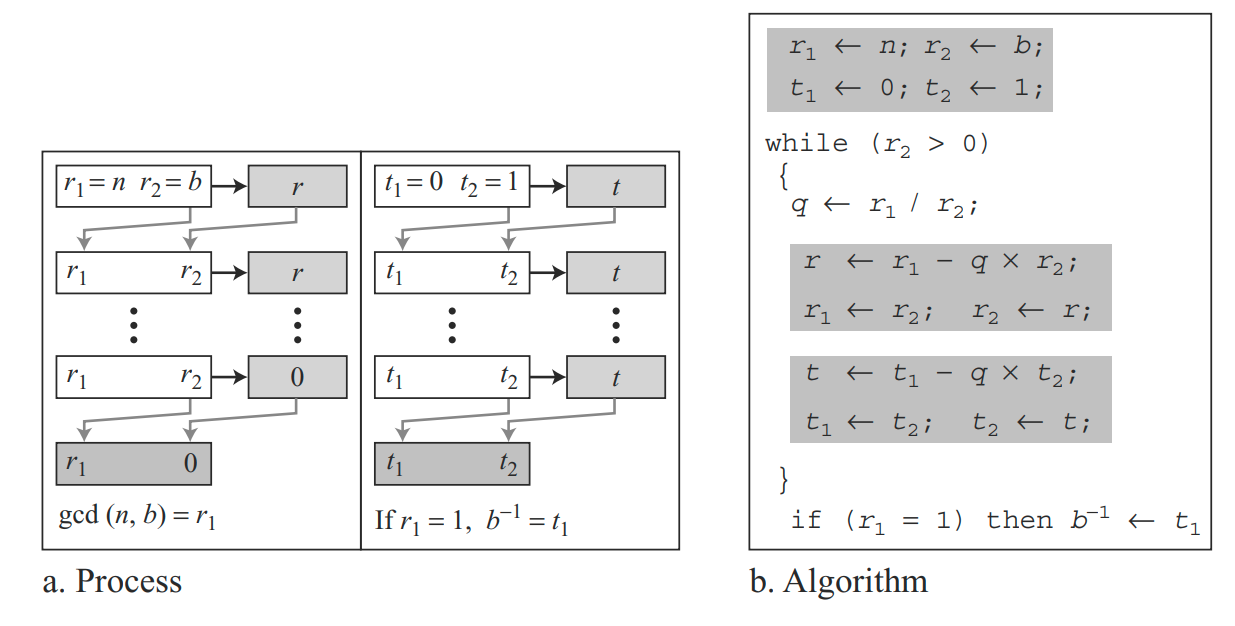 r₁ = n r₂ = b r
t₁ = 0 t₂ = 1 t
r₁ r₂ r
t₁ t₂ t
r₁ r₂ 0
t₁ t₂ t
r₁ 0
t₁ t₂
gcd (n, b) = r₁
If r₁ = 1, b⁻¹ = t₁
a. Process
r₁ ← n; r₂ ← b;
t₁ ← 0; t₂ ← 1;
while (r₂ > 0)
{
q ← r₁ / r₂;
r ← r₁ − q × r₂;
r₁ ← r₂; r₂ ← r;
t ← t₁ − q × t₂;
t₁ ← t₂; t₂ ← t;
}
if (r₁ = 1) then b⁻¹ ← t₁
b. Algorithm